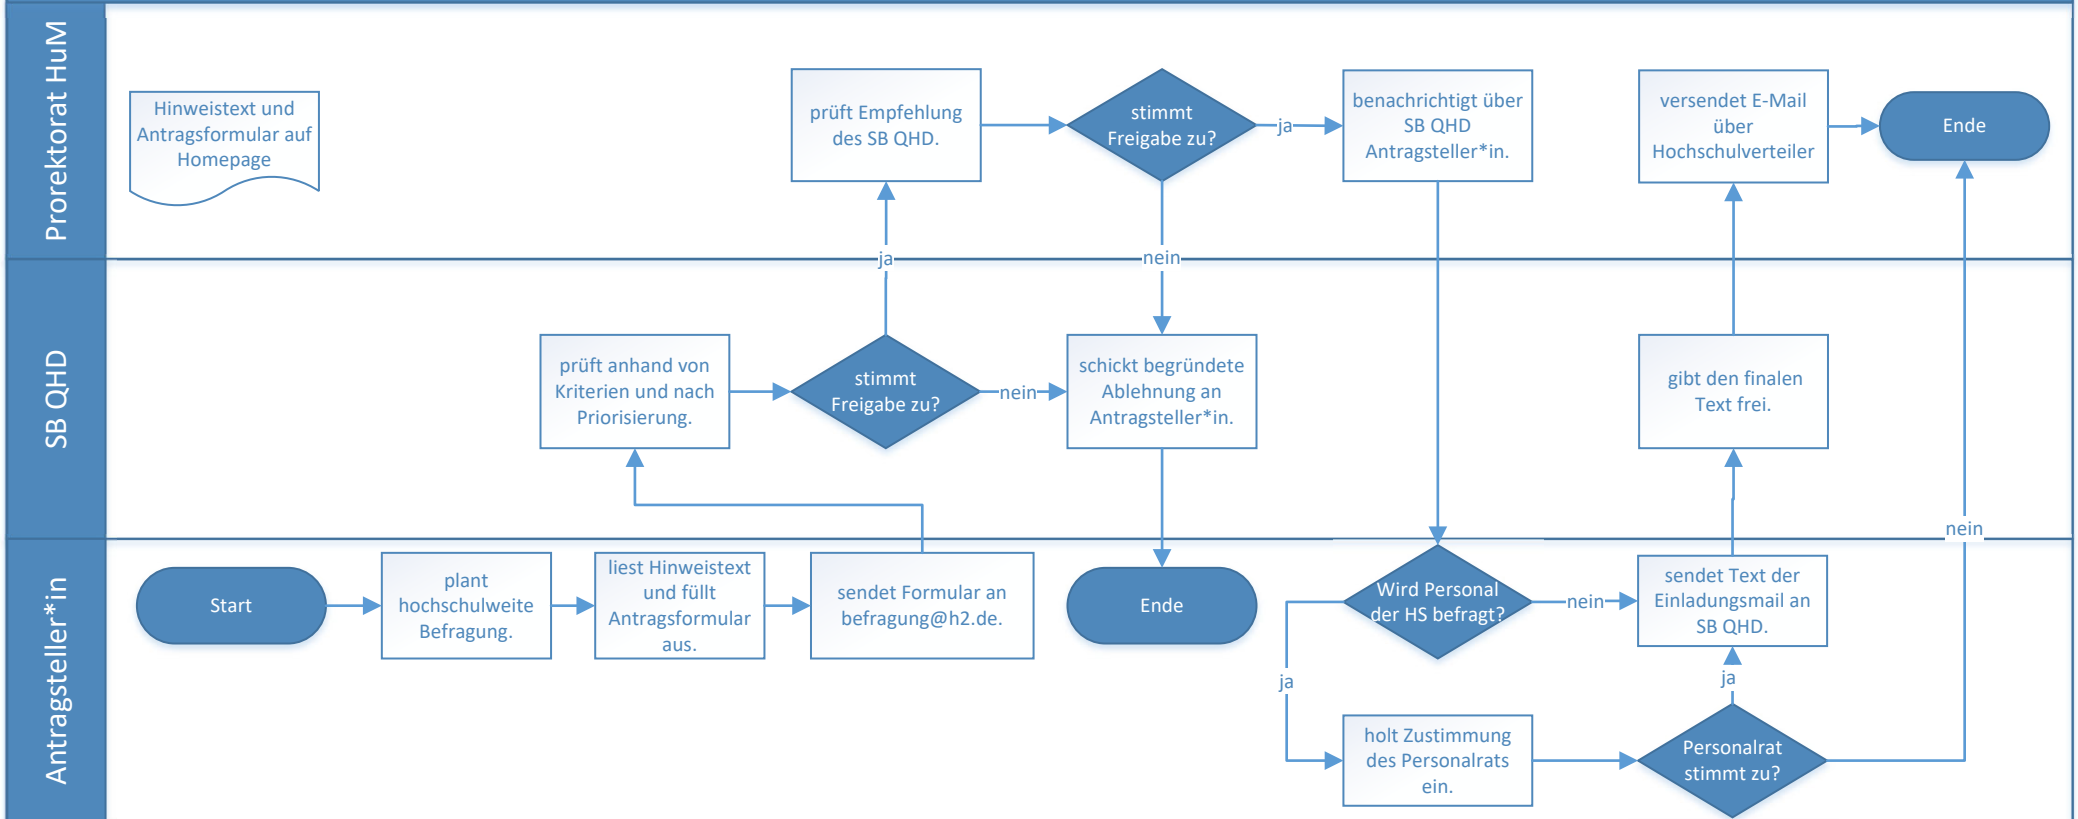 Prorektorat HuM
Hinweistext und
Antragsformular auf
Homepage
prüft Empfehlung
des SB QHD.
stimmt
Freigabe zu?
ja
benachrichtigt über
SB QHD
Antragsteller*in.
versendet E-Mail
über
Hochschulverteiler
Ende
ja
nein
SB QHD
prüft anhand von
Kriterien und nach
Priorisierung.
stimmt
Freigabe zu?
nein
schickt begründete
Ablehnung an
Antragsteller*in.
gibt den finalen
Text frei.
nein
Antragsteller*in
Start
plant
hochschulweite
Befragung.
liest Hinweistext
und füllt
Antragsformular
aus.
sendet Formular an
befragung@h2.de.
Ende
Wird Personal
der HS befragt?
nein
sendet Text der
Einladungsmail an
SB QHD.
ja
ja
holt Zustimmung
des Personalrats
ein.
Personalrat
stimmt zu?